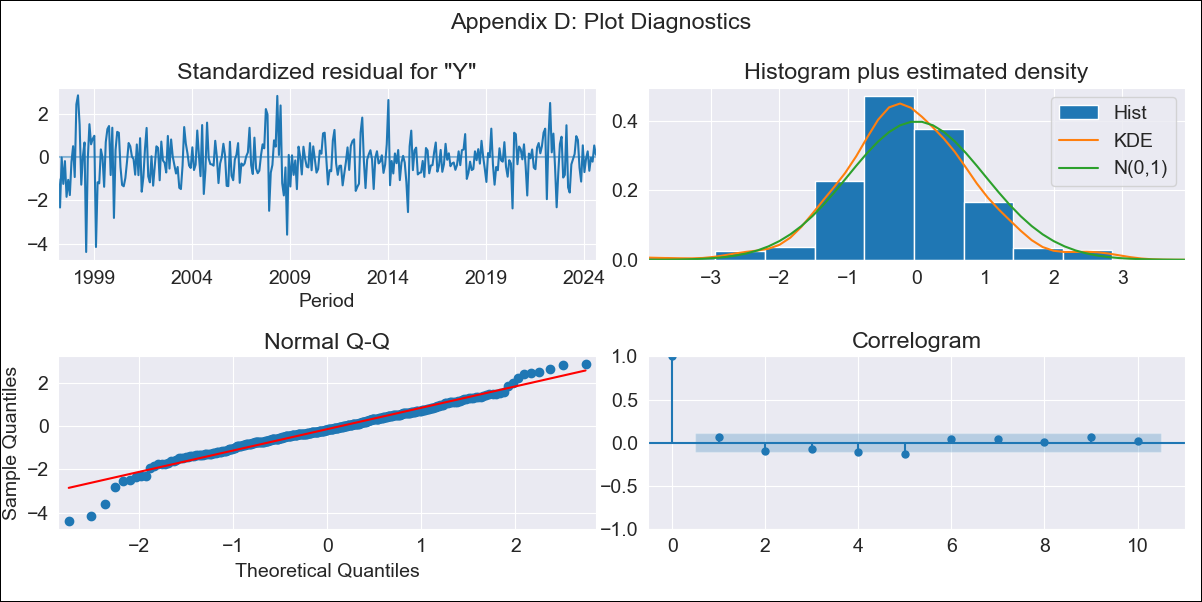 Appendix D: Plot Diagnostics
Standardized residual for "Y"
2
0
−2
−4
1999 2004 2009 2014 2019 2024
Period
Histogram plus estimated density
0.4
0.2
0.0
Hist
KDE
N(0,1)
−3 −2 −1 0 1 2 3
Normal Q-Q
Sample Quantiles
2
0
−2
−4
−2 −1 0 1 2
Theoretical Quantiles
Correlogram
1.0
0.5
0.0
−0.5
−1.0
0 2 4 6 8 10